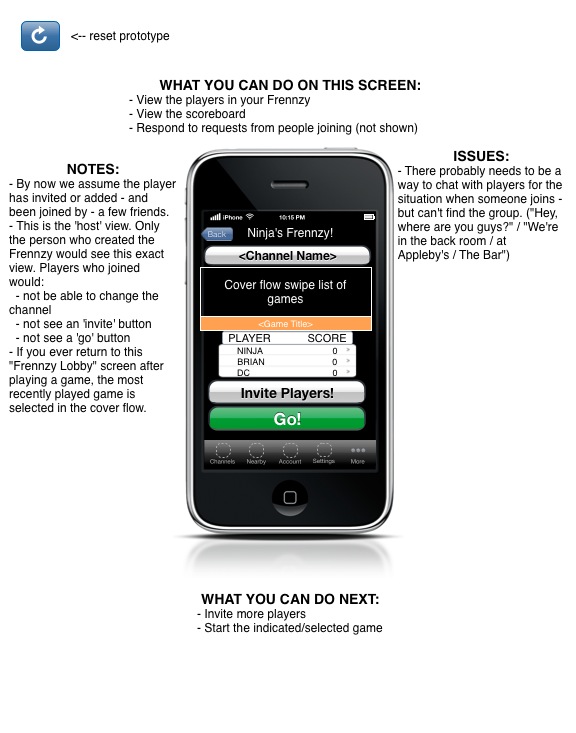 <-- reset prototype
WHAT YOU CAN DO ON THIS SCREEN:
- View the players in your Frennzy
- View the scoreboard
- Respond to requests from people joining (not shown)
NOTES:
- By now we assume the player
has invited or added - and
been joined by - a few friends.
- This is the 'host' view. Only
the person who created the
Frennzy would see this exact
view. Players who joined
would:
- not be able to change the
channel
- not see an 'invite' button
- not see a 'go' button
- If you ever return to this
"Frennzy Lobby" screen after
playing a game, the most
recently played game is
selected in the cover flow.
iPhone 10:15 PM
Back Ninja's Frennzy!
<Channel Name>
Cover flow swipe list of
games
<Game Title>
PLAYER SCORE
NINJA 0
BRIAN 0
DC 0
Invite Players!
Go!
Channels Nearby Account Settings More
ISSUES:
- There probably needs to be a
way to chat with players for the
situation when someone joins -
but can't find the group. ("Hey,
where are you guys?" / "We're
in the back room / at
Appleby's / The Bar")
WHAT YOU CAN DO NEXT:
- Invite more players
- Start the indicated/selected game